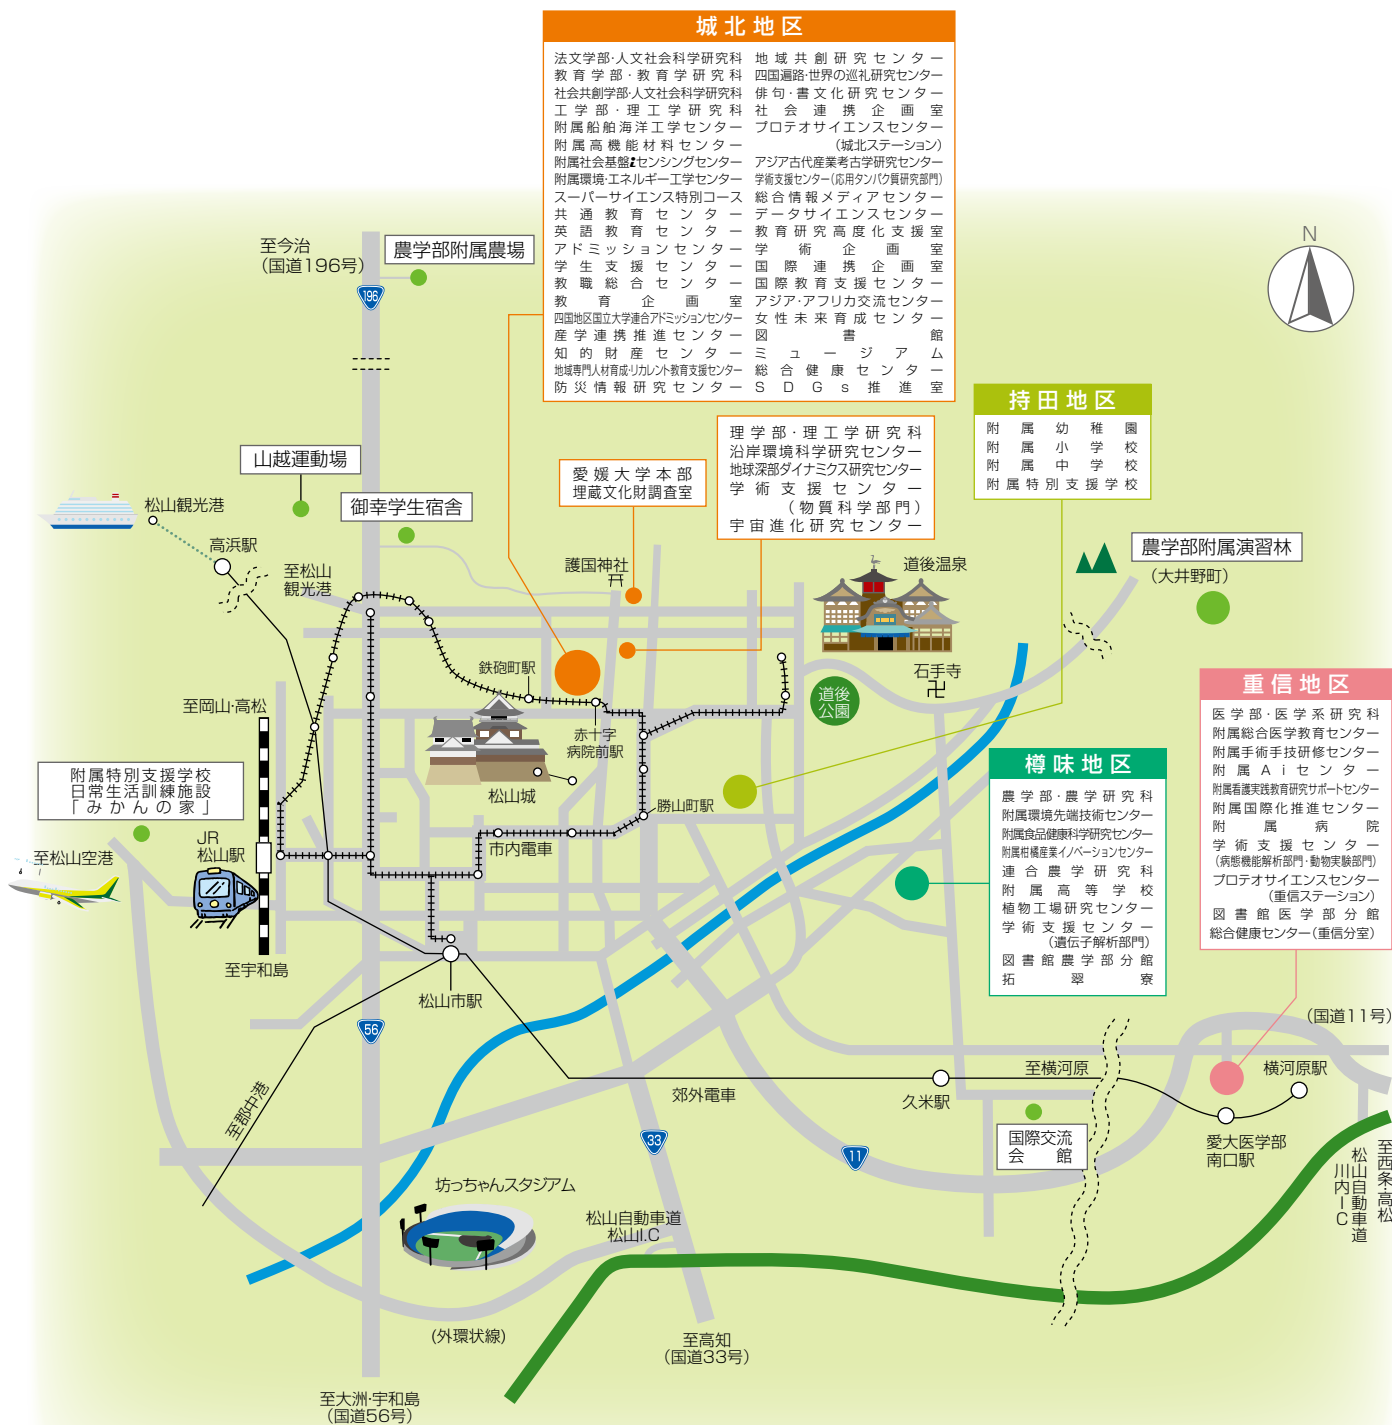 城北地区
法文学部・人文社会科学研究科
教育学部・教育学研究科
社会共創学部・人文社会科学研究科
工学部・理工学研究科
附属船舶海洋工学センター
附属高機能材料センター
附属社会基盤iセンシングセンター
附属環境・エネルギー工学センター
スーパーサイエンス特別コース
共通教育センター
英語教育センター
アドミッションセンター
学生支援センター
教職総合センター
教育企画室
四国地区国立大学連合アドミッションセンター
産学連携推進センター
知的財産センター
地域専門人材育成・リカレント教育支援センター
防災情報研究センター
地域共創研究センター
四国遍路・世界の巡礼研究センター
俳句・書文化研究センター
社会連携企画室
プロテオサイエンスセンター
(城北ステーション)
アジア古代産業考古学研究センター
学術支援センター(応用タンパク質研究部門)
総合情報メディアセンター
データサイエンスセンター
教育研究高度化支援室
学術企画室
国際連携企画室
国際教育支援センター
アジア・アフリカ交流センター
女性未来育成センター
図書館
ミュージアム
総合健康センター
SDGs推進室
N
至今治
(国道196号)
農学部附属農場
196
持田地区
附属幼稚園
附属小学校
附属中学校
附属特別支援学校
理学部・理工学研究科
沿岸環境科学研究センター
地球深部ダイナミクス研究センター
学術支援センター
(物質科学部門)
宇宙進化研究センター
愛媛大学本部
埋蔵文化財調査室
山越運動場
御幸学生宿舎
松山観光港
高浜駅
至松山
観光港
護国神社
道後温泉
農学部附属演習林
(大井野町)
鉄砲町駅
石手寺
卍
道後
公園
至岡山・高松
赤十字
病院前駅
松山城
勝山町駅
市内電車
重信地区
医学部・医学系研究科
附属総合医学教育センター
附属手術手技研修センター
附属Aiセンター
附属看護実践教育研究サポートセンター
附属国際化推進センター
附属病院
学術支援センター
(病態機能解析部門・動物実験部門)
プロテオサイエンスセンター
(重信ステーション)
図書館医学部分館
総合健康センター(重信分室)
樽味地区
農学部・農学研究科
附属環境先端技術センター
附属食品健康科学研究センター
附属柑橘産業イノベーションセンター
連合農学研究科
附属高等学校
植物工場研究センター
学術支援センター
(遺伝子解析部門)
図書館農学部分館
拓翠寮
附属特別支援学校
日常生活訓練施設
「みかんの家」
至松山空港
JR
松山駅
至宇和島
松山市駅
56
(国道11号)
至横河原
横河原駅
久米駅
郊外電車
至郡中港
33
11
国際交流
会館
愛大医学部
南口駅
至西条・高松
松山自動車道
川内IC
坊っちゃんスタジアム
松山自動車道
松山I.C
(外環状線)
至高知
(国道33号)
至大洲・宇和島
(国道56号)